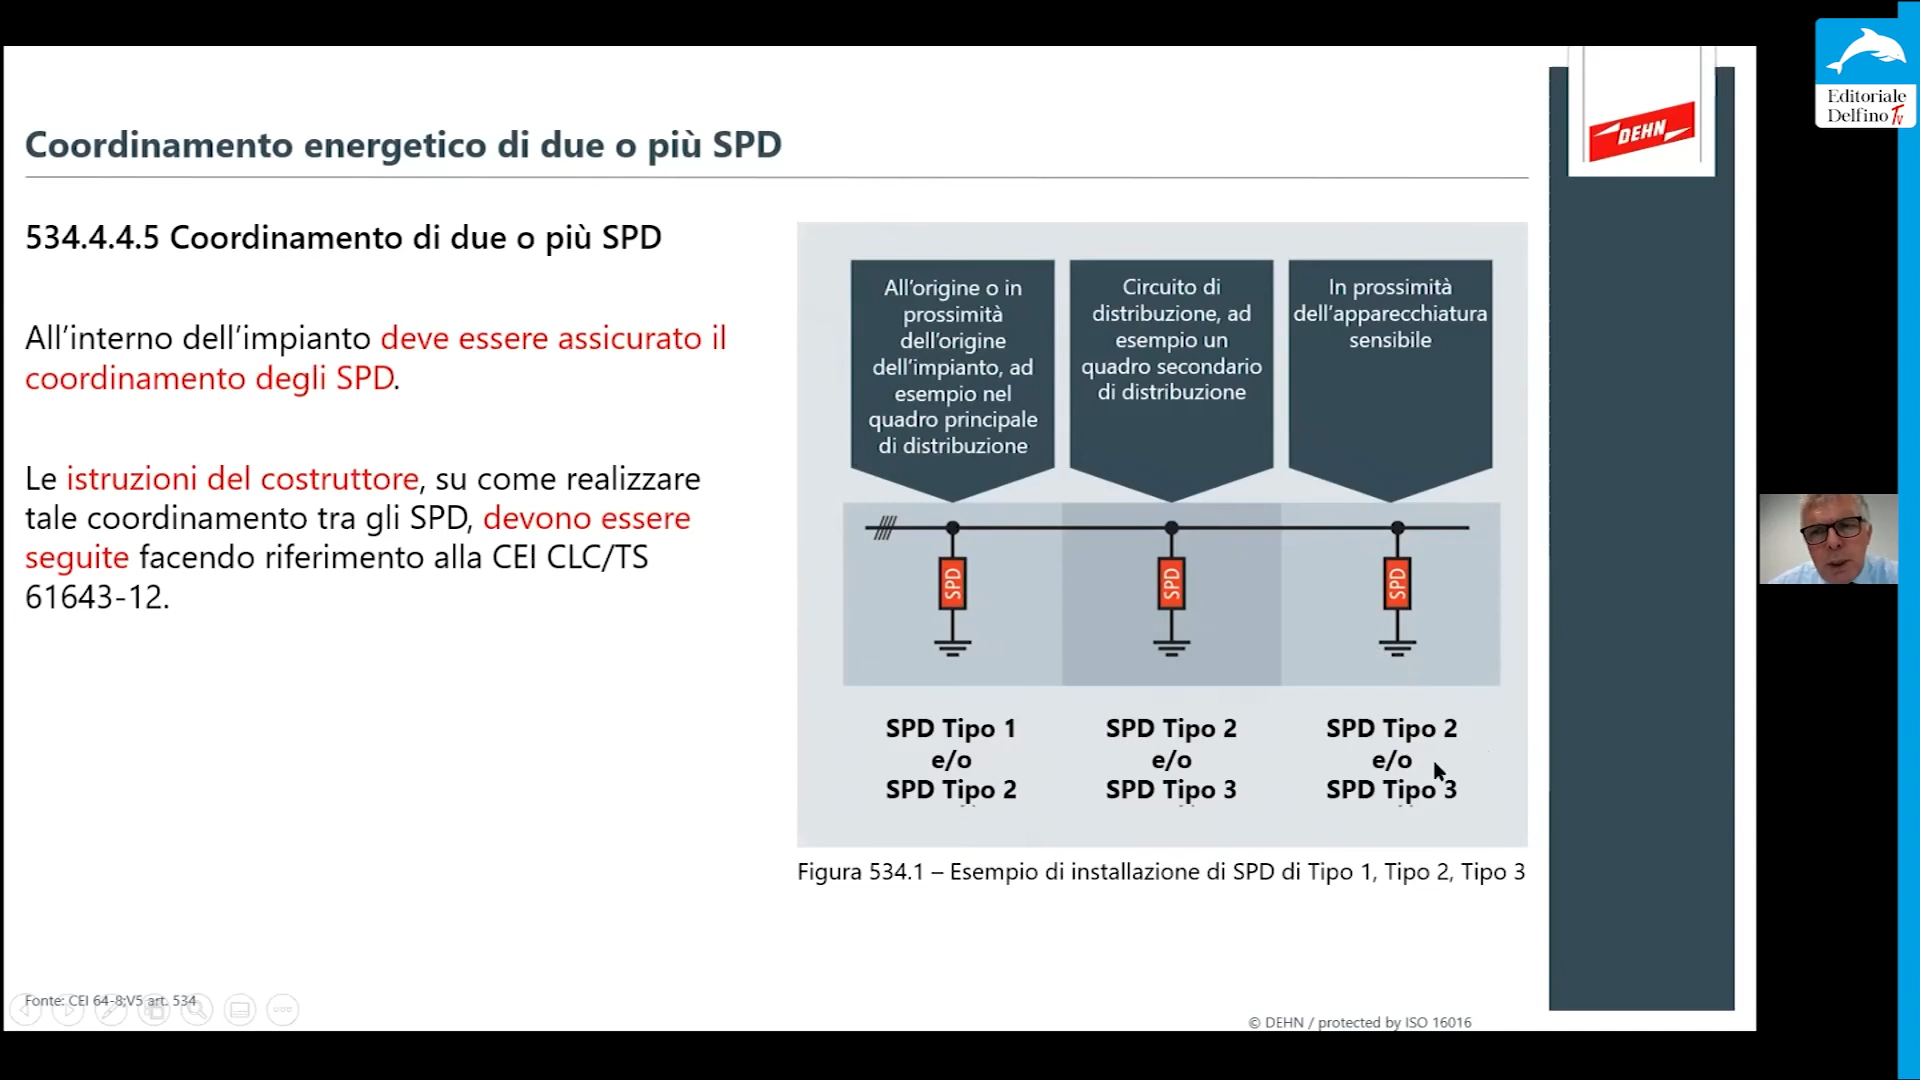 Editoriale
Delfino Tv
DEHN
Coordinamento energetico di due o più SPD
534.4.4.5 Coordinamento di due o più SPD
All'interno dell'impianto deve essere assicurato il
coordinamento degli SPD.
Le istruzioni del costruttore, su come realizzare
tale coordinamento tra gli SPD, devono essere
seguite facendo riferimento alla CEI CLC/TS
61643-12.
All'origine o in
prossimità
dell'origine
dell'impianto, ad
esempio nel
quadro principale
di distribuzione
Circuito di
distribuzione, ad
esempio un
quadro secondario
di distribuzione
In prossimità
dell'apparecchiatura
sensibile
SPD
SPD
SPD
SPD Tipo 1
e/o
SPD Tipo 2
SPD Tipo 2
e/o
SPD Tipo 3
SPD Tipo 2
e/o
SPD Tipo 3
Figura 534.1 – Esempio di installazione di SPD di Tipo 1, Tipo 2, Tipo 3
Fonte: CEI 64-8;V5 art. 534
© DEHN / protected by ISO 16016